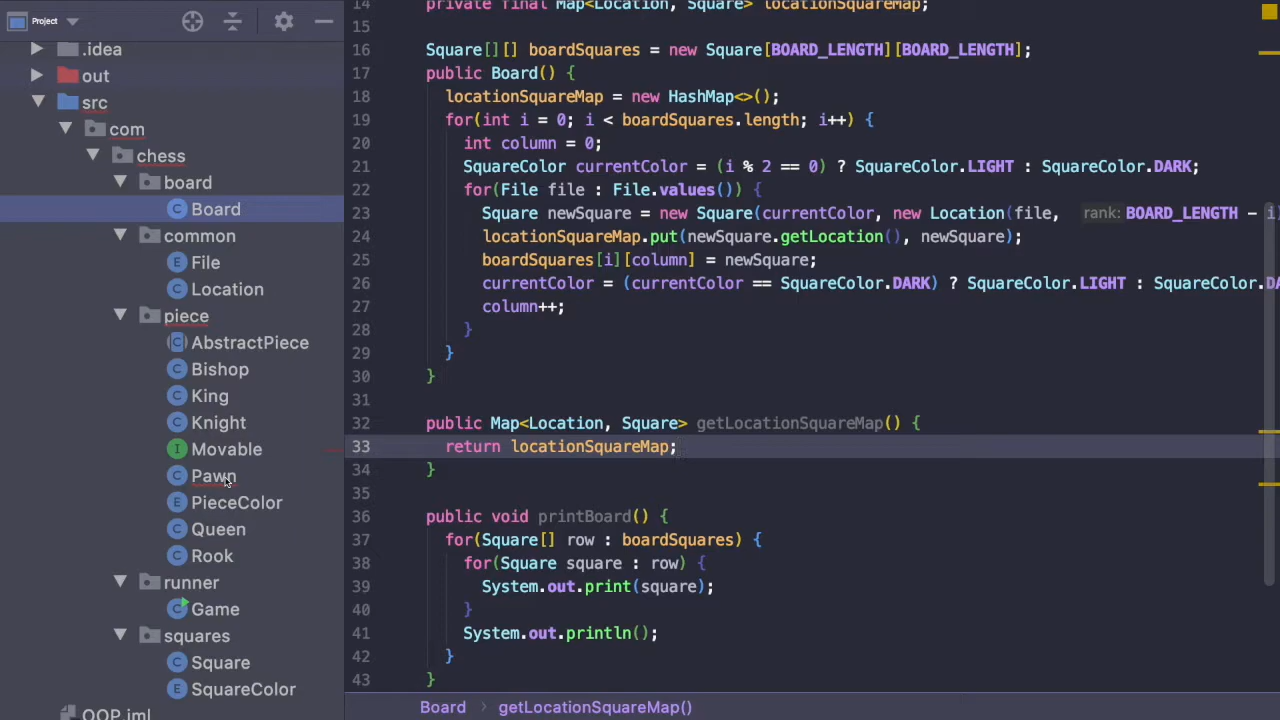 Project
.idea
out
src
com
chess
board
C Board
common
E File
Location
piece
C AbstractPiece
C Bishop
C King
C Knight
I Movable
C Pawn
E PieceColor
C Queen
C Rook
runner
C Game
squares
C Square
E SquareColor
OOP.iml
14 private final Map<Location, Square> locationSquareMap;
15
16 Square[][] boardSquares = new Square[BOARD_LENGTH][BOARD_LENGTH];
17 public Board() {
18 locationSquareMap = new HashMap<>();
19 for(int i = 0; i < boardSquares.length; i++) {
20 int column = 0;
21 SquareColor currentColor = (i % 2 == 0) ? SquareColor.LIGHT : SquareColor.DARK;
22 for(File file : File.values()) {
23 Square newSquare = new Square(currentColor, new Location(file, rank: BOARD_LENGTH - i
24 locationSquareMap.put(newSquare.getLocation(), newSquare);
25 boardSquares[i][column] = newSquare;
26 currentColor = (currentColor == SquareColor.DARK) ? SquareColor.LIGHT : SquareColor.DA
27 column++;
28 }
29 }
30 }
31
32 public Map<Location, Square> getLocationSquareMap() {
33 return locationSquareMap;
34 }
35
36 public void printBoard() {
37 for(Square[] row : boardSquares) {
38 for(Square square : row) {
39 System.out.print(square);
40 }
41 System.out.println();
42 }
43 }
Board > getLocationSquareMap()